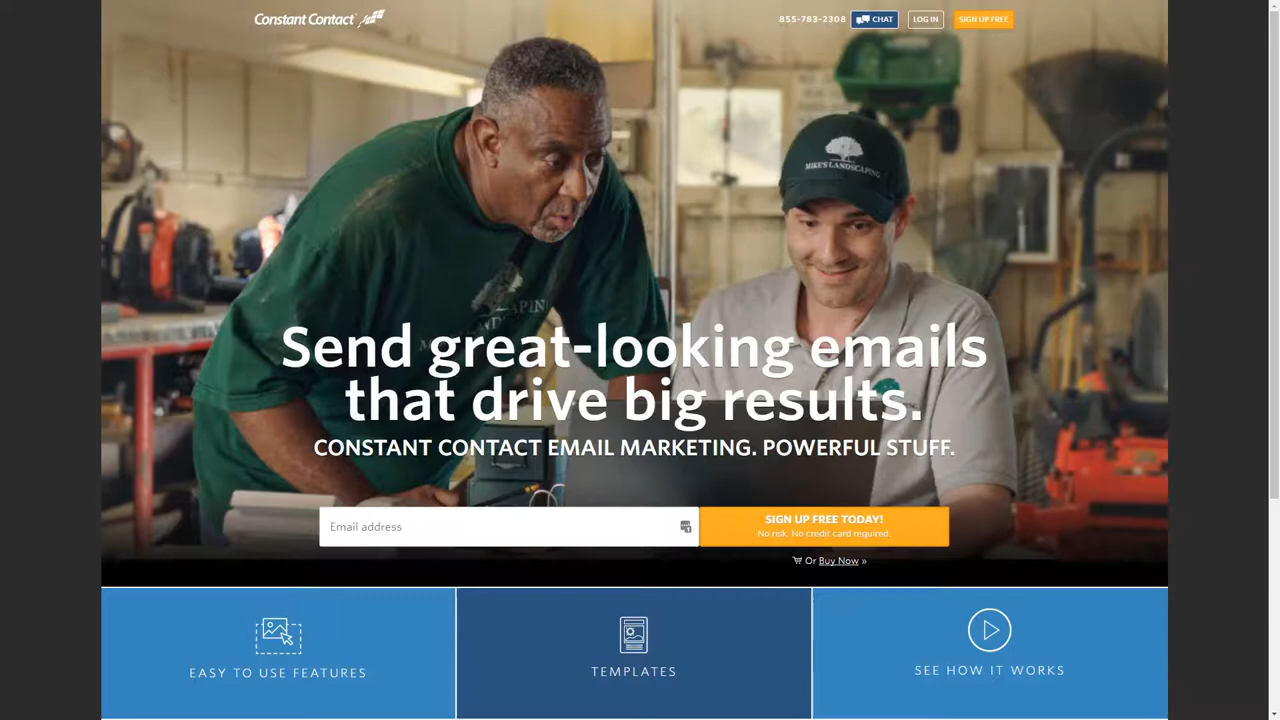 Constant Contact
855-783-2308 CHAT LOG IN SIGN UP FREE
MIKE'S LANDSCAPING
Send great-looking emails
that drive big results.
CONSTANT CONTACT EMAIL MARKETING. POWERFUL STUFF.
Email address
SIGN UP FREE TODAY!
No risk. No credit card required.
Or Buy Now »
EASY TO USE FEATURES
TEMPLATES
SEE HOW IT WORKS